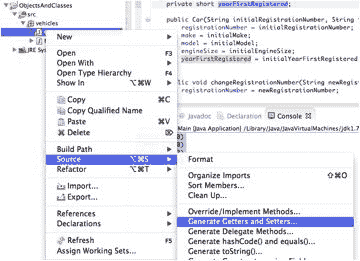 ObjectsAndClasses
src
vehicles
JRE Sys
New
Open F3
Open With
Open Type Hierarchy F4
Show In ⌥⌘W
Copy ⌘C
Copy Qualified Name
Paste ⌘V
Delete
Build Path
Source ⌥⌘S
Refactor ⌥⌘T
Import...
Export...
References
Declarations
Refresh F5
Assign Working Sets...
private short yearFirstRegistered;
public Car(String initialRegistrationNumber, String
registrationNumber = initialRegistrationNumber;
make = initialMake;
model = initialModel;
engineSize = initialEngineSize;
yearFirstRegistered = initialYearFirstRegistered
public void changeRegistrationNumber(String newRegist
registrationNumber = newRegistrationNumber;
Javadoc
Declaration
Console
Main [Java Application] /Library/Java/JavaVirtualMachines/jdk1.7
Format
Organize Imports ⇧⌘O
Sort Members...
Clean Up...
Override/Implement Methods...
Generate Getters and Setters...
Generate Delegate Methods...
Generate hashCode() and equals()...
Generate toString()...